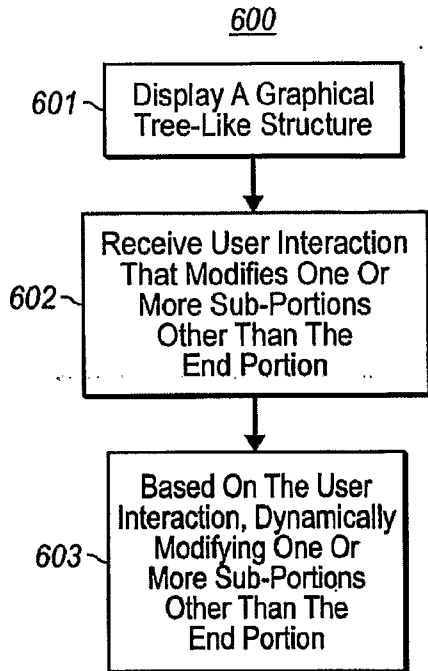 600
601
Display A Graphical
Tree-Like Structure
602
Receive User Interaction
That Modifies One Or
More Sub-Portions
Other Than The
End Portion
603
Based On The User
Interaction, Dynamically
Modifying One Or
More Sub-Portions
Other Than The
End Portion